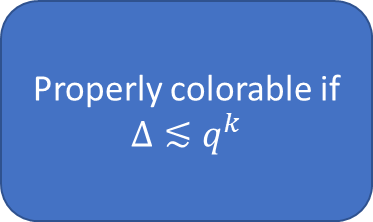 Properly colorable if
Δ ≲ q^k